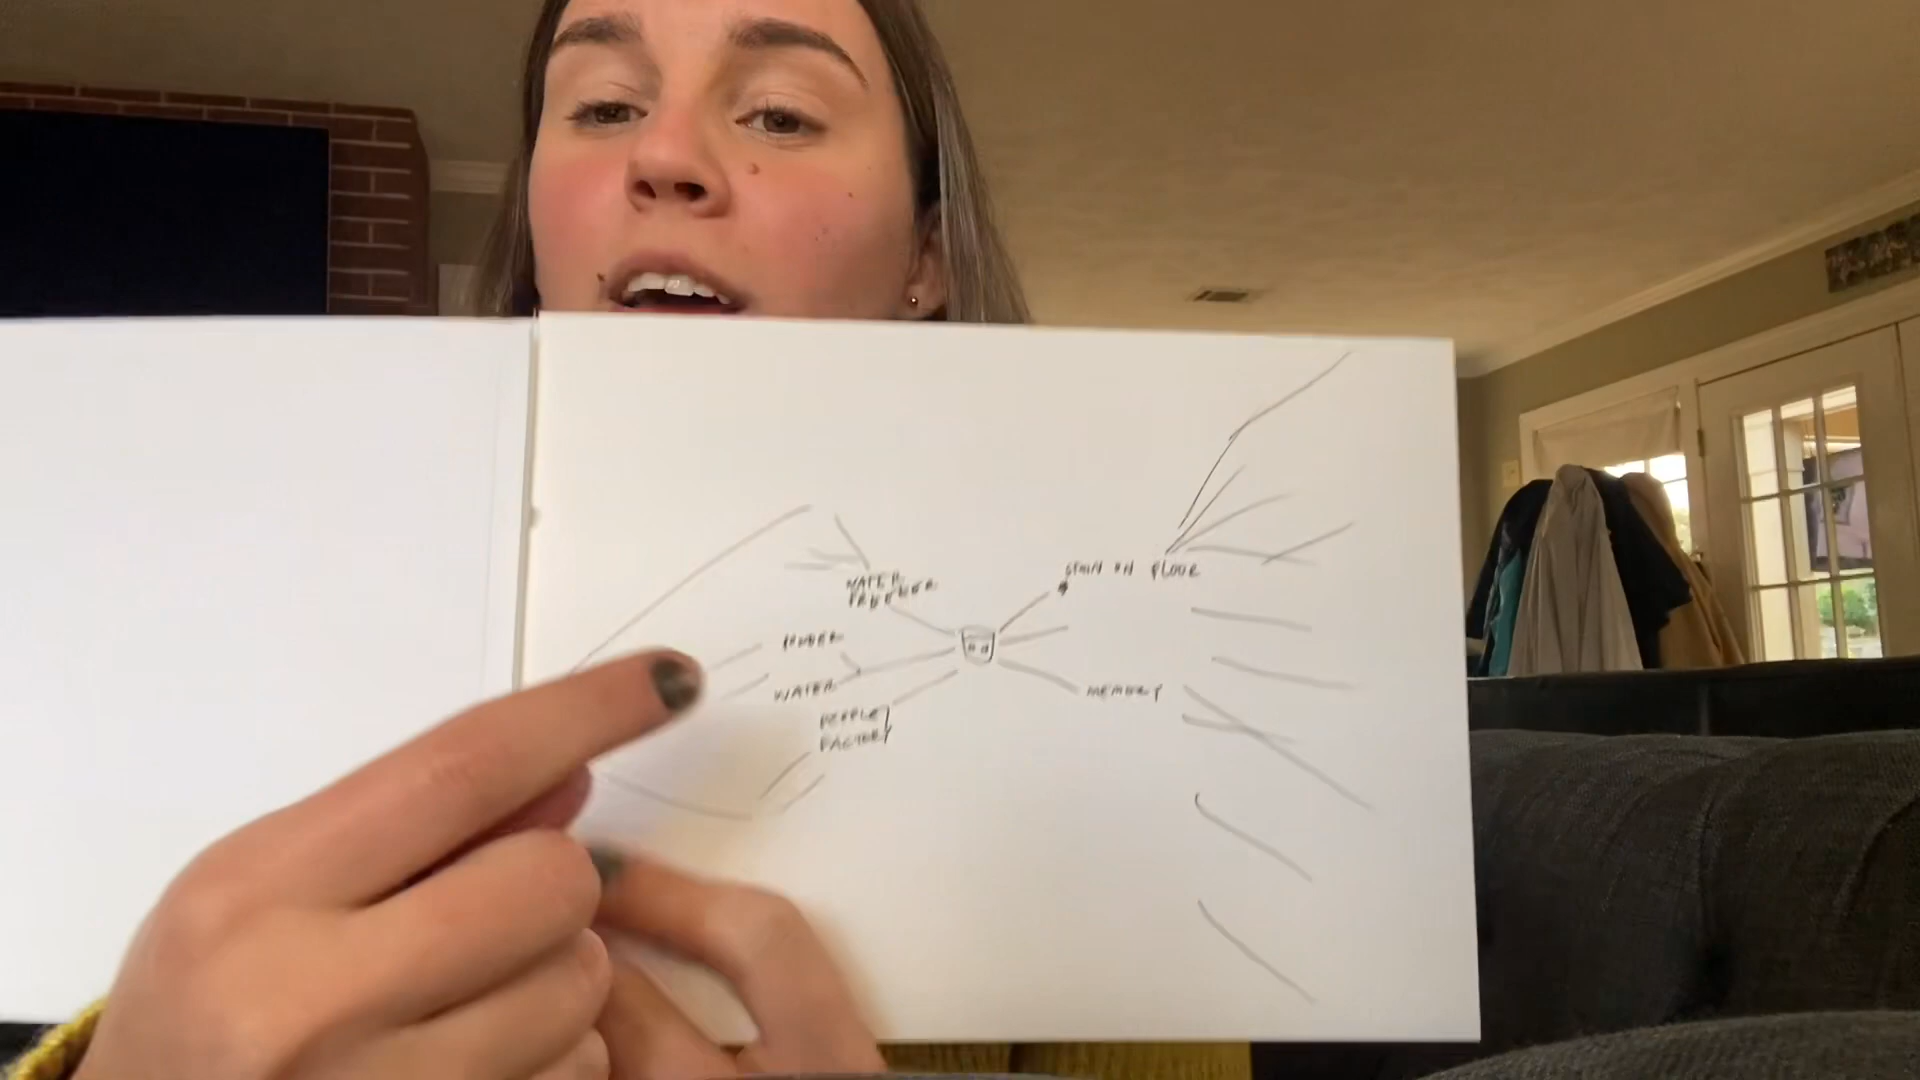 WATER
FREEZER
STAIN ON FLOOR
POWER
WATER
MEMORY
PEOPLE/
FACTORY